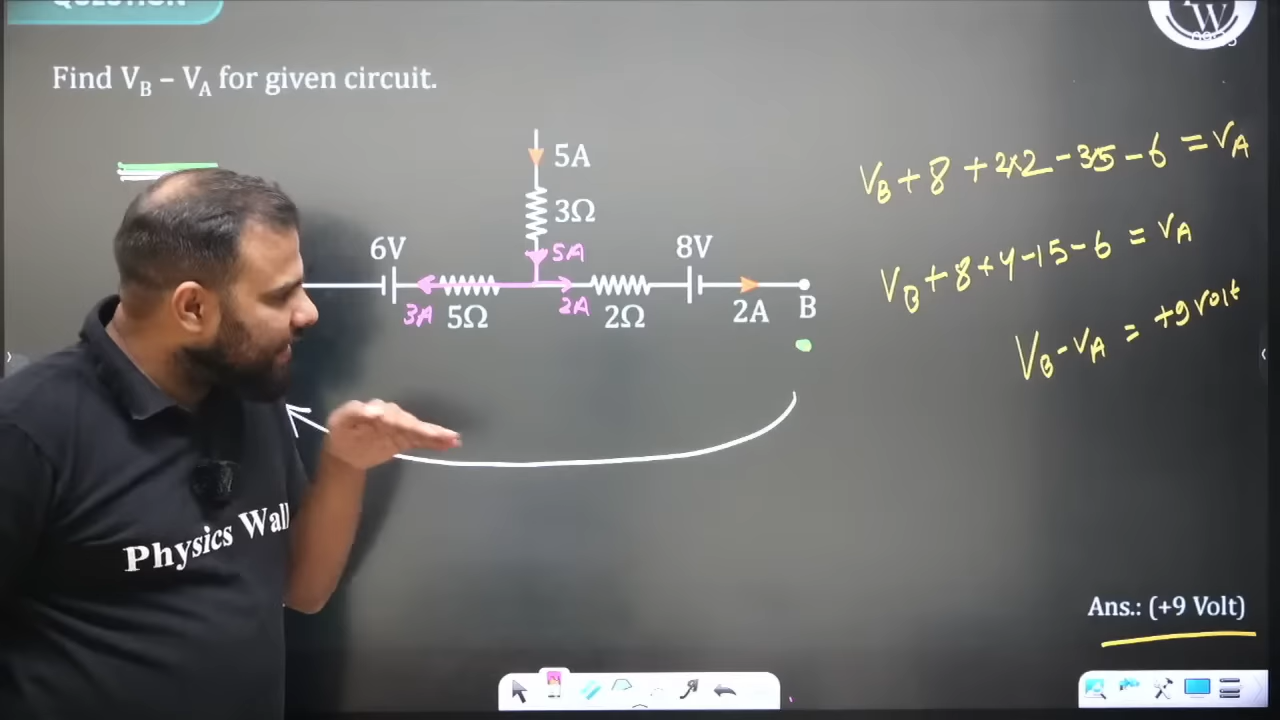 QUESTION
W
Find V_B – V_A for given circuit.
5A
3Ω
5A
6V
8V
3A
5Ω
2A
2Ω
2A
B
V_B + 8 + 2×2 - 3×5 - 6 = V_A
V_B + 8 + 4 - 15 - 6 = V_A
V_B - V_A = +9 volt
Physics Wall
Ans.: (+9 Volt)